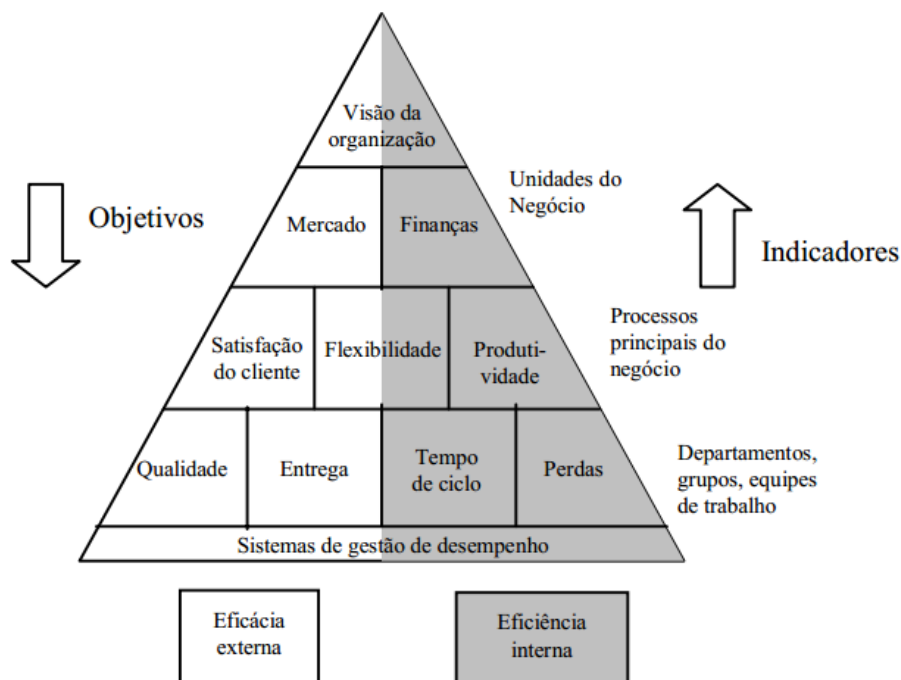 Visão da
organização
Objetivos
Mercado
Finanças
Unidades do
Negócio
Indicadores
Satisfação
do cliente
Flexibilidade
Produti-
vidade
Processos
principais do
negócio
Qualidade
Entrega
Tempo
de ciclo
Perdas
Departamentos,
grupos, equipes
de trabalho
Sistemas de gestão de desempenho
Eficácia
externa
Eficiência
interna